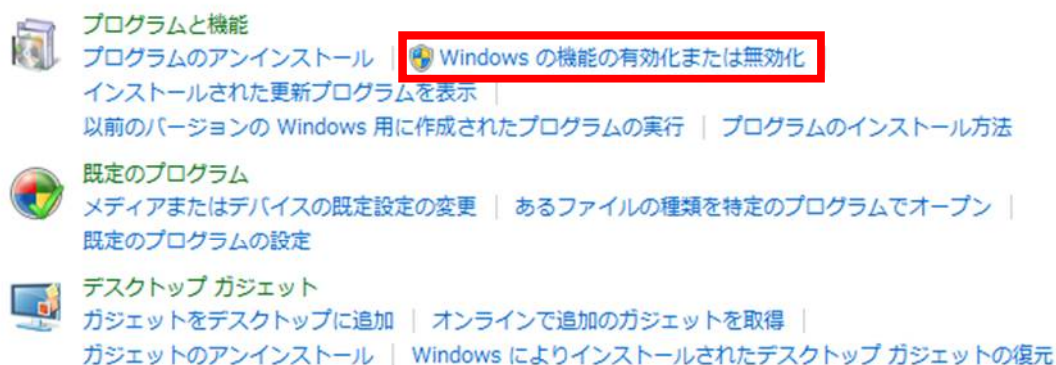 プログラムと機能
プログラムのアンインストール | Windows の機能の有効化または無効化
インストールされた更新プログラムを表示 |
以前のバージョンの Windows 用に作成されたプログラムの実行 | プログラムのインストール方法
既定のプログラム
メディアまたはデバイスの既定設定の変更 | あるファイルの種類を特定のプログラムでオープン |
既定のプログラムの設定
デスクトップ ガジェット
ガジェットをデスクトップに追加 | オンラインで追加のガジェットを取得 |
ガジェットのアンインストール | Windows によりインストールされたデスクトップ ガジェットの復元